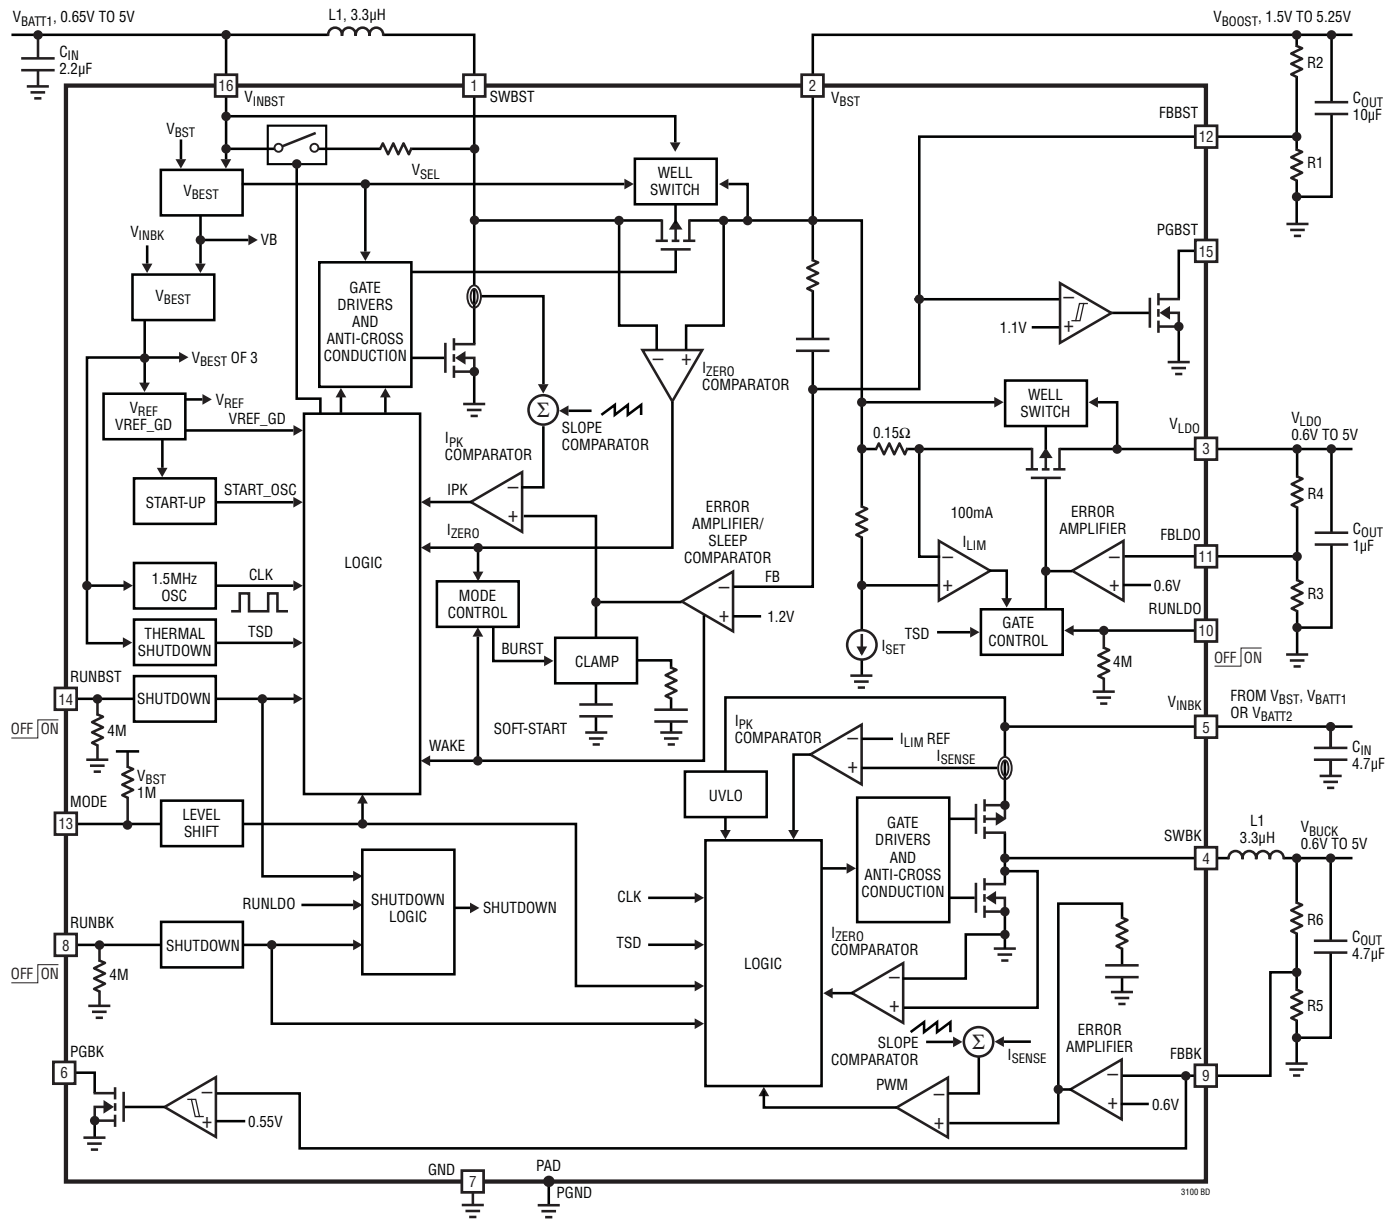 VBATT1, 0.65V TO 5V
L1, 3.3µH
VBOOST, 1.5V TO 5.25V
CIN
2.2µF
R2
COUT
10µF
R1
16
VINBST
1
SWBST
2
VBST
FBBST
12
VBST
VBEST
VSEL
WELL
SWITCH
VINBK
VB
VBEST
PGBST
15
GATE
DRIVERS
AND
ANTI-CROSS
CONDUCTION
1.1V
VBEST OF 3
IZERO
COMPARATOR
VREF
VREF_GD
VREF
VREF_GD
Σ
SLOPE
COMPARATOR
WELL
SWITCH
VLDO
3
VLDO
0.6V TO 5V
0.15Ω
IPK
COMPARATOR
START-UP
START_OSC
IPK
R4
COUT
1µF
R3
LOGIC
IZERO
ERROR
AMPLIFIER/
SLEEP
COMPARATOR
100mA
ILIM
ERROR
AMPLIFIER
FBLDO
11
1.5MHz
OSC
CLK
FB
0.6V
MODE
CONTROL
1.2V
RUNLDO
10
OFF ON
THERMAL
SHUTDOWN
TSD
BURST
CLAMP
ISET
TSD
GATE
CONTROL
4M
RUNBST
14
OFF ON
SHUTDOWN
4M
SOFT-START
VINBK
5
FROM VBST, VBATT1
OR VBATT2
CIN
4.7µF
IPK
COMPARATOR
ILIM REF
ISENSE
WAKE
VBST
1M
UVLO
MODE
13
LEVEL
SHIFT
GATE
DRIVERS
AND
ANTI-CROSS
CONDUCTION
SWBK
4
L1
3.3µH
VBUCK
0.6V TO 5V
SHUTDOWN
LOGIC
RUNLDO
SHUTDOWN
CLK
TSD
LOGIC
R6
COUT
4.7µF
R5
RUNBK
8
OFF ON
SHUTDOWN
4M
IZERO
COMPARATOR
SLOPE
COMPARATOR
Σ
ISENSE
ERROR
AMPLIFIER
FBBK
9
PGBK
6
PWM
0.6V
0.55V
GND
7
PAD
PGND
3100 BD
−
+
−
+
−
+
−
+
−
+
−
+
−
+
−
+
−
+
−
+
−
+